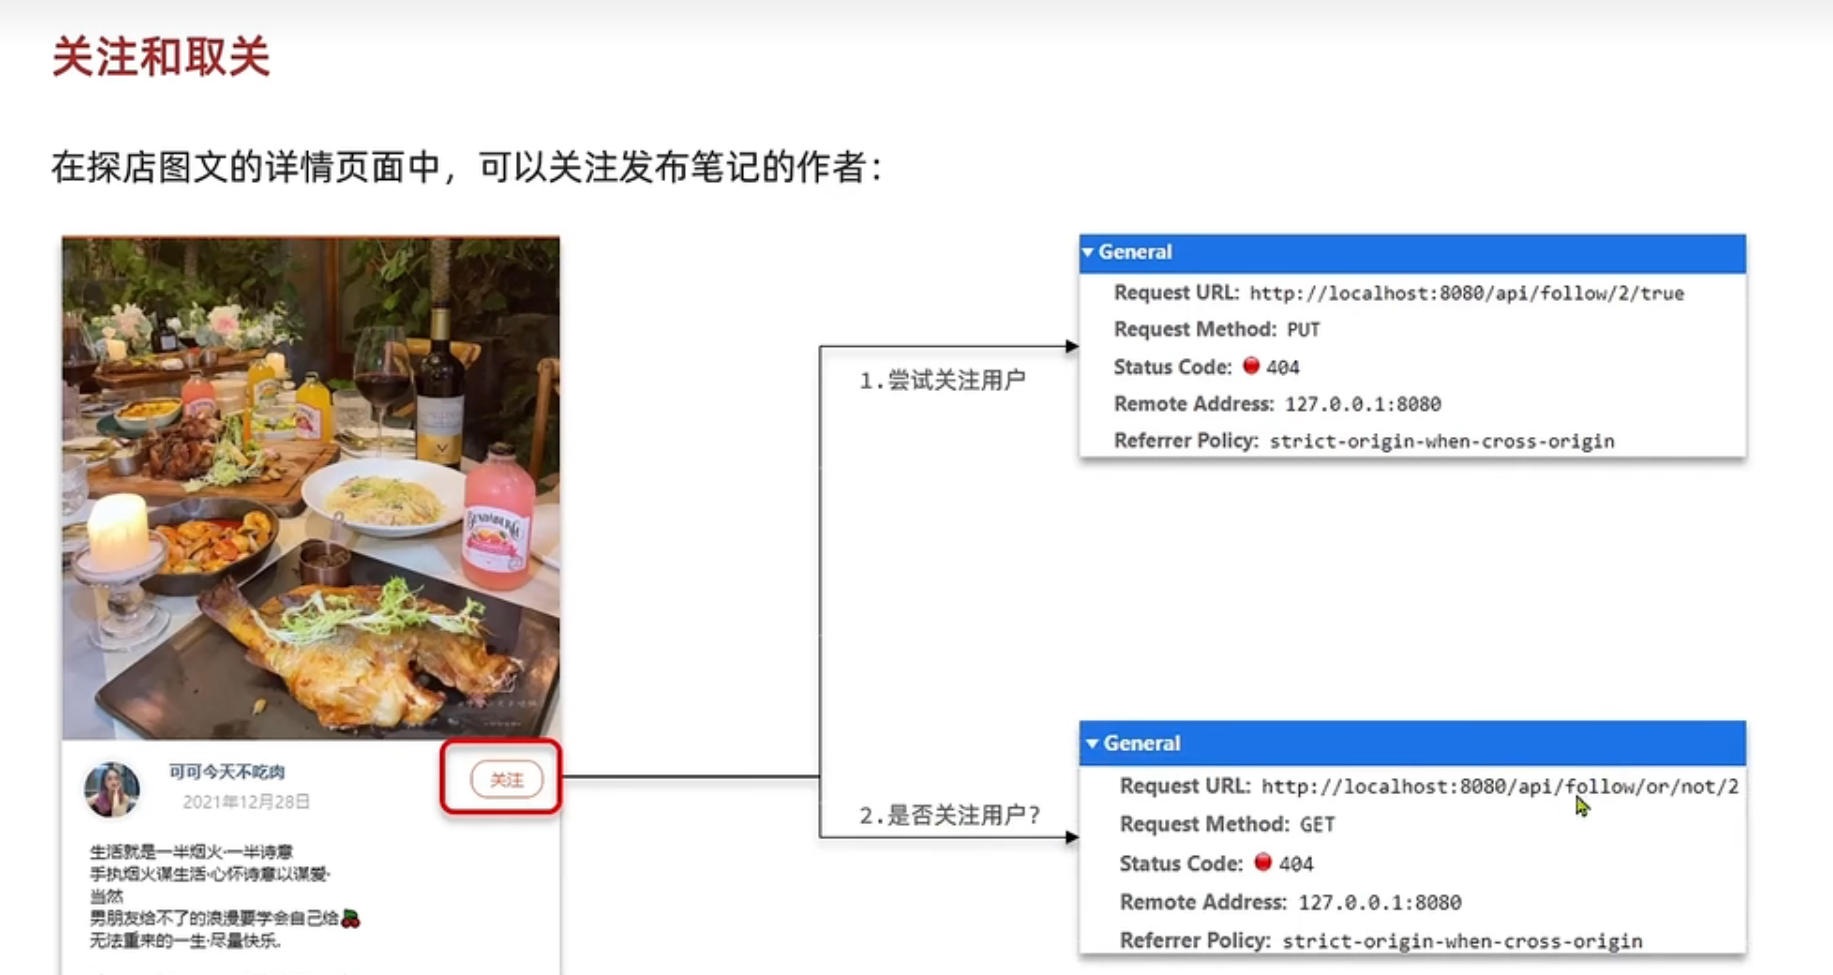 关注和取关
在探店图文的详情页面中，可以关注发布笔记的作者：
可可今天不吃肉
2021年12月28日
关注
生活就是一半烟火·一半诗意
手执烟火谋生活·心怀诗意以谋爱·
当然
男朋友给不了的浪漫要学会自己给🍒
无法重来的一生·尽量快乐.
1.尝试关注用户
General
Request URL: http://localhost:8080/api/follow/2/true
Request Method: PUT
Status Code: 404
Remote Address: 127.0.0.1:8080
Referrer Policy: strict-origin-when-cross-origin
2.是否关注用户?
General
Request URL: http://localhost:8080/api/follow/or/not/2
Request Method: GET
Status Code: 404
Remote Address: 127.0.0.1:8080
Referrer Policy: strict-origin-when-cross-origin